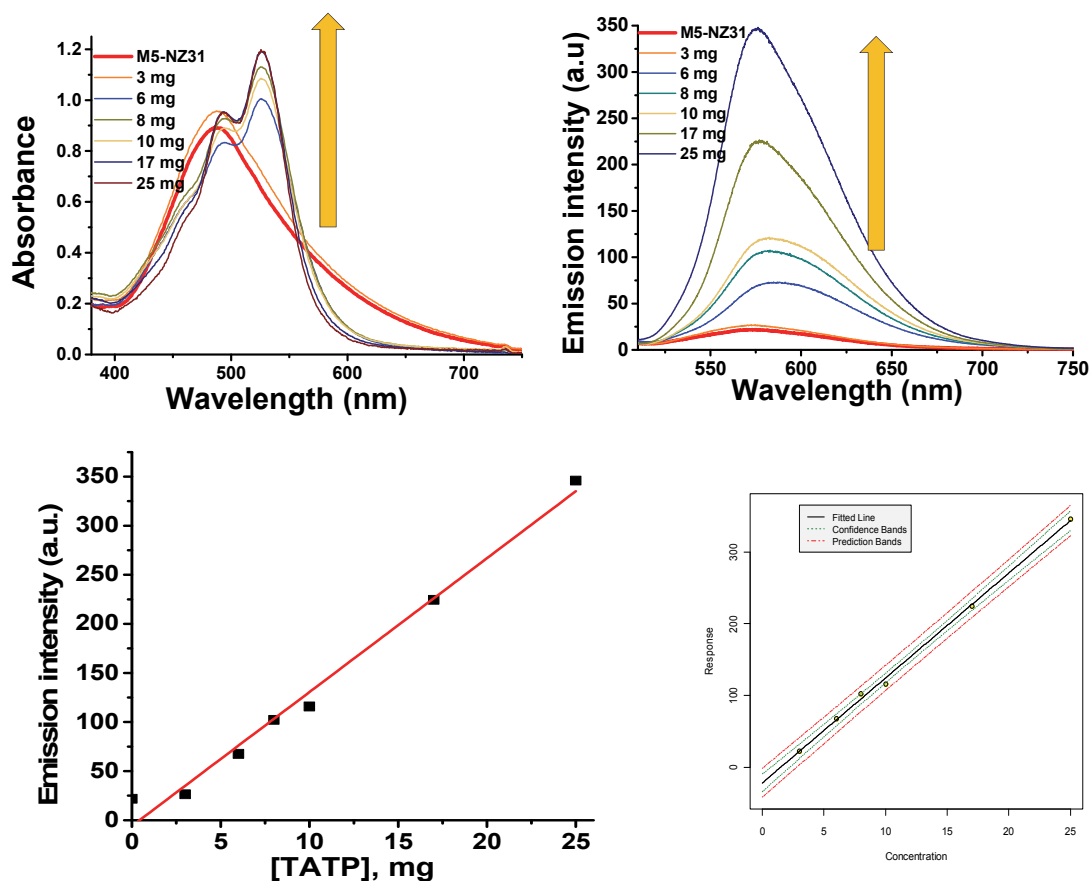 1.2
1.0
0.8
0.6
0.4
0.2
0.0
Absorbance
M5-NZ31
3 mg
6 mg
8 mg
10 mg
17 mg
25 mg
400
500
600
700
Wavelength (nm)
350
300
250
200
150
100
50
0
Emission intensity (a.u)
M5-NZ31
3 mg
6 mg
8 mg
10 mg
17 mg
25 mg
550
600
650
700
750
Wavelength (nm)
350
300
250
200
150
100
50
0
Emission intensity (a.u.)
0
5
10
15
20
25
[TATP], mg
Fitted Line
Confidence Bands
Prediction Bands
300
200
100
0
Response
0
5
10
15
20
25
Concentration